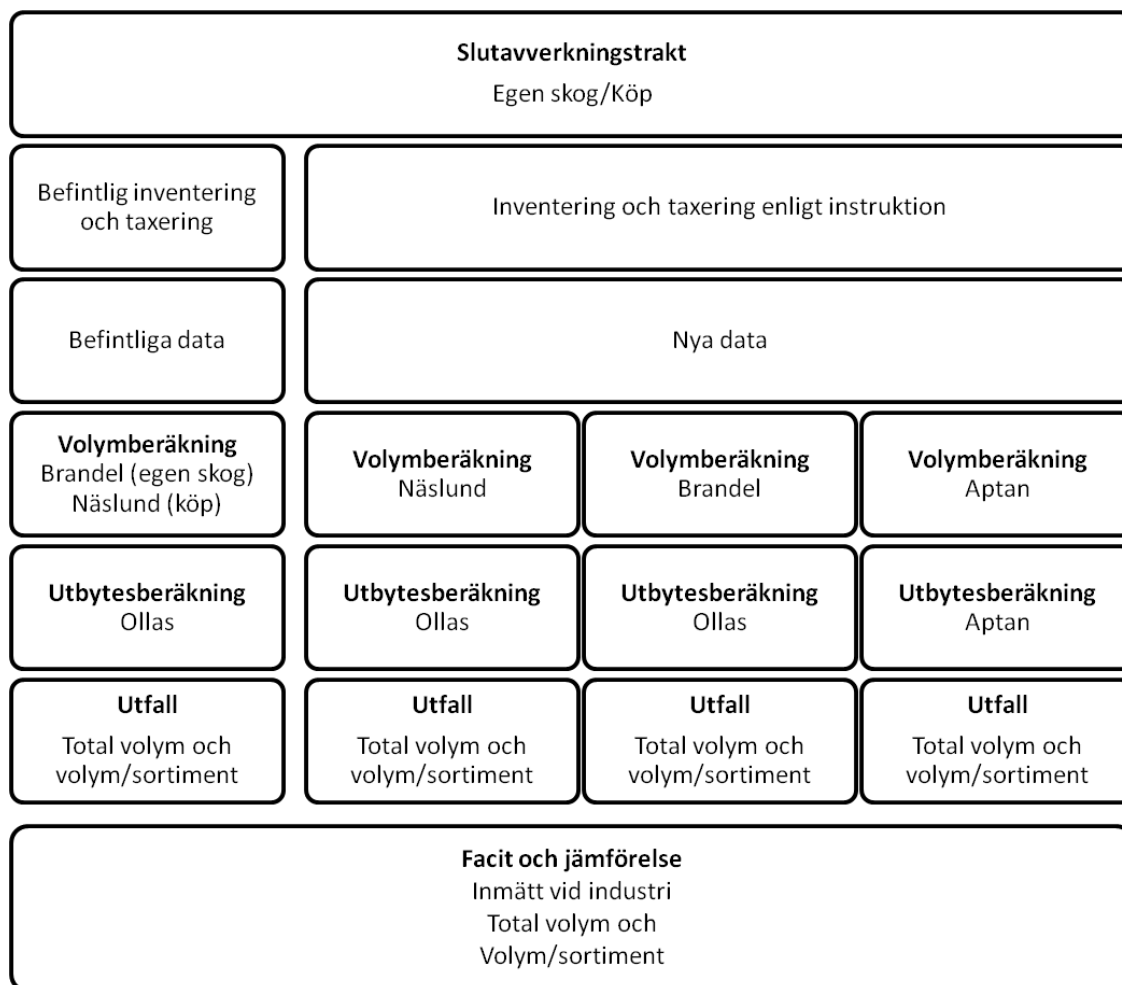 Slutavverkningstrakt
Egen skog/Köp
Befintlig inventering
och taxering
Inventering och taxering enligt instruktion
Befintliga data
Nya data
Volymberäkning
Brandel (egen skog)
Näslund (köp)
Volymberäkning
Näslund
Volymberäkning
Brandel
Volymberäkning
Aptan
Utbytesberäkning
Ollas
Utbytesberäkning
Ollas
Utbytesberäkning
Ollas
Utbytesberäkning
Aptan
Utfall
Total volym och
volym/sortiment
Utfall
Total volym och
volym/sortiment
Utfall
Total volym och
volym/sortiment
Utfall
Total volym och
volym/sortiment
Facit och jämförelse
Inmätt vid industri
Total volym och
Volym/sortiment